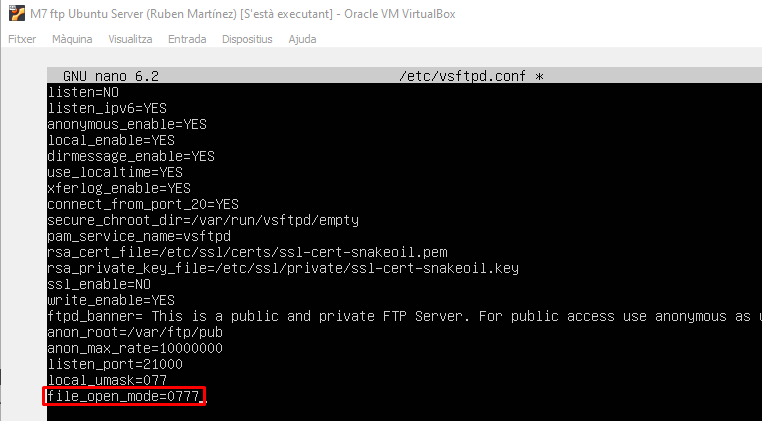 M7 ftp Ubuntu Server (Ruben Martínez) [S'està executant] - Oracle VM VirtualBox
Fitxer Màquina Visualitza Entrada Dispositius Ajuda
GNU nano 6.2 /etc/vsftpd.conf *
listen=NO
listen_ipv6=YES
anonymous_enable=YES
local_enable=YES
dirmessage_enable=YES
use_localtime=YES
xferlog_enable=YES
connect_from_port_20=YES
secure_chroot_dir=/var/run/vsftpd/empty
pam_service_name=vsftpd
rsa_cert_file=/etc/ssl/certs/ssl-cert-snakeoil.pem
rsa_private_key_file=/etc/ssl/private/ssl-cert-snakeoil.key
ssl_enable=NO
write_enable=YES
ftpd_banner= This is a public and private FTP Server. For public access use anonymous as
anon_root=/var/ftp/pub
anon_max_rate=10000000
listen_port=21000
local_umask=077
file_open_mode=0777